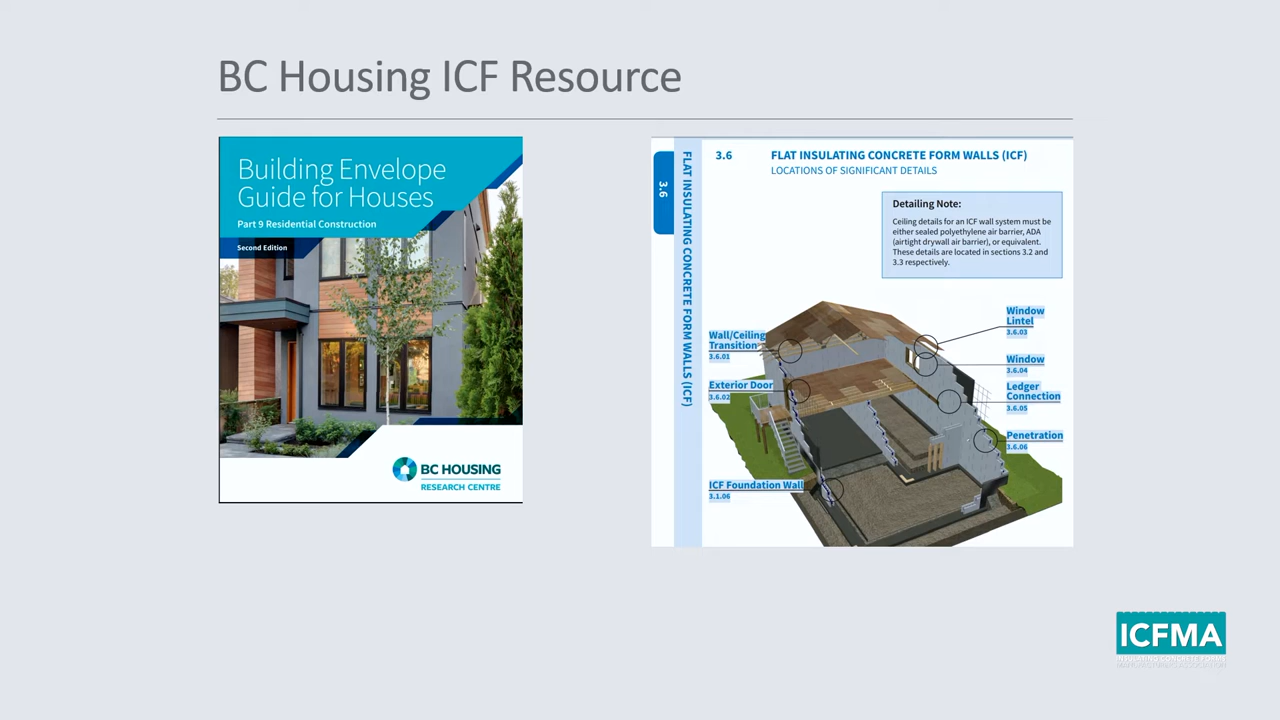 BC Housing ICF Resource
Building Envelope
Guide for Houses
Part 9 Residential Construction
Second Edition
BC HOUSING
RESEARCH CENTRE
3.6
FLAT INSULATING CONCRETE FORM WALLS (ICF)
3.6 FLAT INSULATING CONCRETE FORM WALLS (ICF)
LOCATIONS OF SIGNIFICANT DETAILS
Detailing Note:
Ceiling details for an ICF wall system must be
either sealed polyethylene air barrier, ADA
(airtight drywall air barrier), or equivalent.
These details are located in sections 3.2 and
3.3 respectively.
Wall/Ceiling
Transition
3.6.01
Exterior Door
3.6.02
ICF Foundation Wall
3.1.06
Window
Lintel
3.6.03
Window
3.6.04
Ledger
Connection
3.6.05
Penetration
3.6.06
ICFMA
INSULATING CONCRETE FORMS
MANUFACTURERS ASSOCIATION